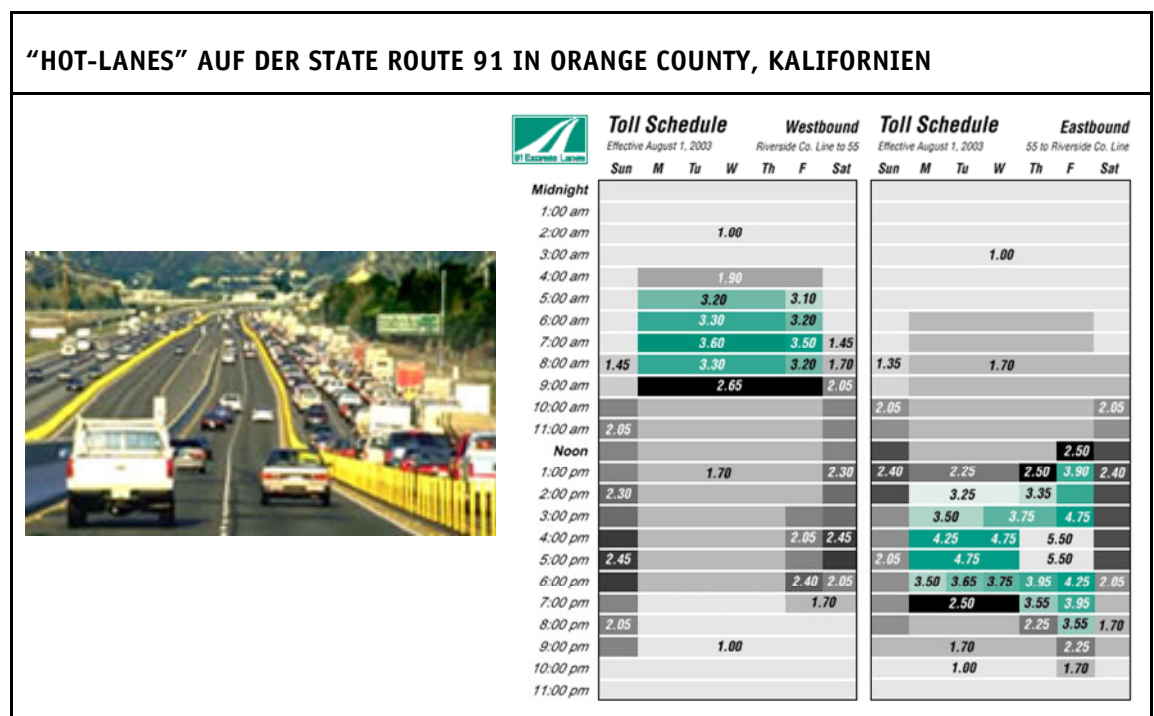 “HOT-LANES” AUF DER STATE ROUTE 91 IN ORANGE COUNTY, KALIFORNIEN
91 Express Lanes
Toll Schedule Westbound
Effective August 1, 2003 Riverside Co. Line to 55
Sun M Tu W Th F Sat
Toll Schedule Eastbound
Effective August 1, 2003 55 to Riverside Co. Line
Sun M Tu W Th F Sat
Midnight
1:00 am
2:00 am 1.00
3:00 am 1.00
4:00 am 1.90
5:00 am 3.20 3.10
6:00 am 3.30 3.20
7:00 am 3.60 3.50 1.45
8:00 am 1.45 3.30 3.20 1.70 1.35 1.70
9:00 am 2.65 2.05
10:00 am 2.05 2.05
11:00 am 2.05
Noon 2.50
1:00 pm 1.70 2.30 2.40 2.25 2.50 3.90 2.40
2:00 pm 2.30 3.25 3.35
3:00 pm 3.50 3.75 4.75
4:00 pm 2.05 2.45 4.25 4.75 5.50
5:00 pm 2.45 2.05 4.75 5.50
6:00 pm 2.40 2.05 3.50 3.65 3.75 3.95 4.25 2.05
7:00 pm 1.70 2.50 3.55 3.95
8:00 pm 2.05 2.25 3.55 1.70
9:00 pm 1.00 1.70 2.25
10:00 pm 1.00 1.70
11:00 pm